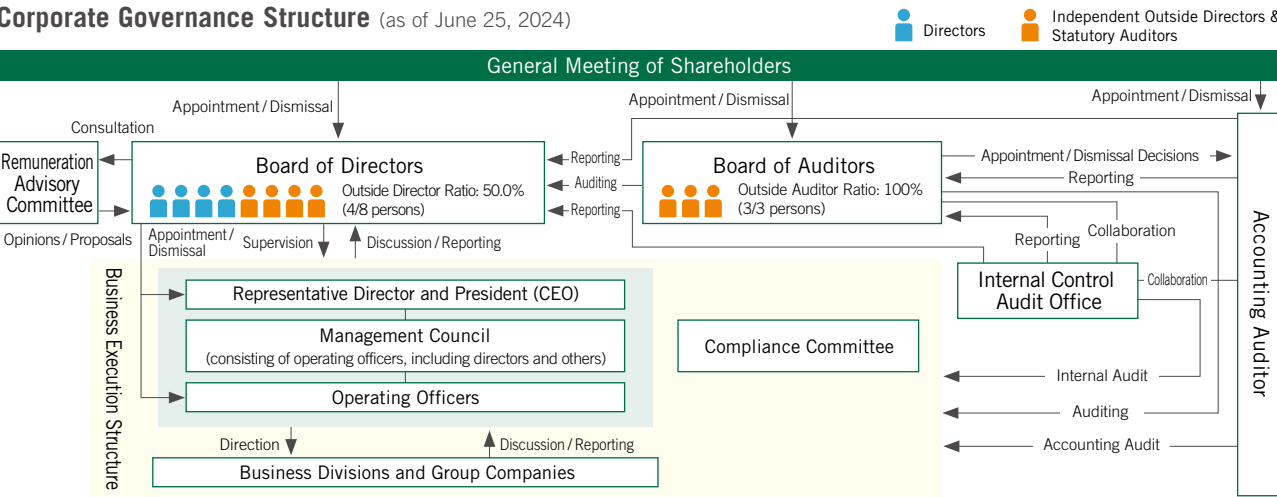 Corporate Governance Structure (as of June 25, 2024)
Directors
Independent Outside Directors &
Statutory Auditors
General Meeting of Shareholders
Appointment / Dismissal
Appointment / Dismissal
Appointment / Dismissal
Consultation
Remuneration
Advisory
Committee
Opinions / Proposals
Board of Directors
Outside Director Ratio: 50.0%
(4/8 persons)
Reporting
Auditing
Reporting
Board of Auditors
Outside Auditor Ratio: 100%
(3/3 persons)
Appointment/Dismissal Decisions
Reporting
Accounting Auditor
Appointment /
Dismissal
Supervision
Discussion / Reporting
Reporting
Collaboration
Internal Control
Audit Office
Collaboration
Business Execution Structure
Representative Director and President (CEO)
Management Council
(consisting of operating officers, including directors and others)
Operating Officers
Compliance Committee
Internal Audit
Auditing
Accounting Audit
Direction
Discussion / Reporting
Business Divisions and Group Companies